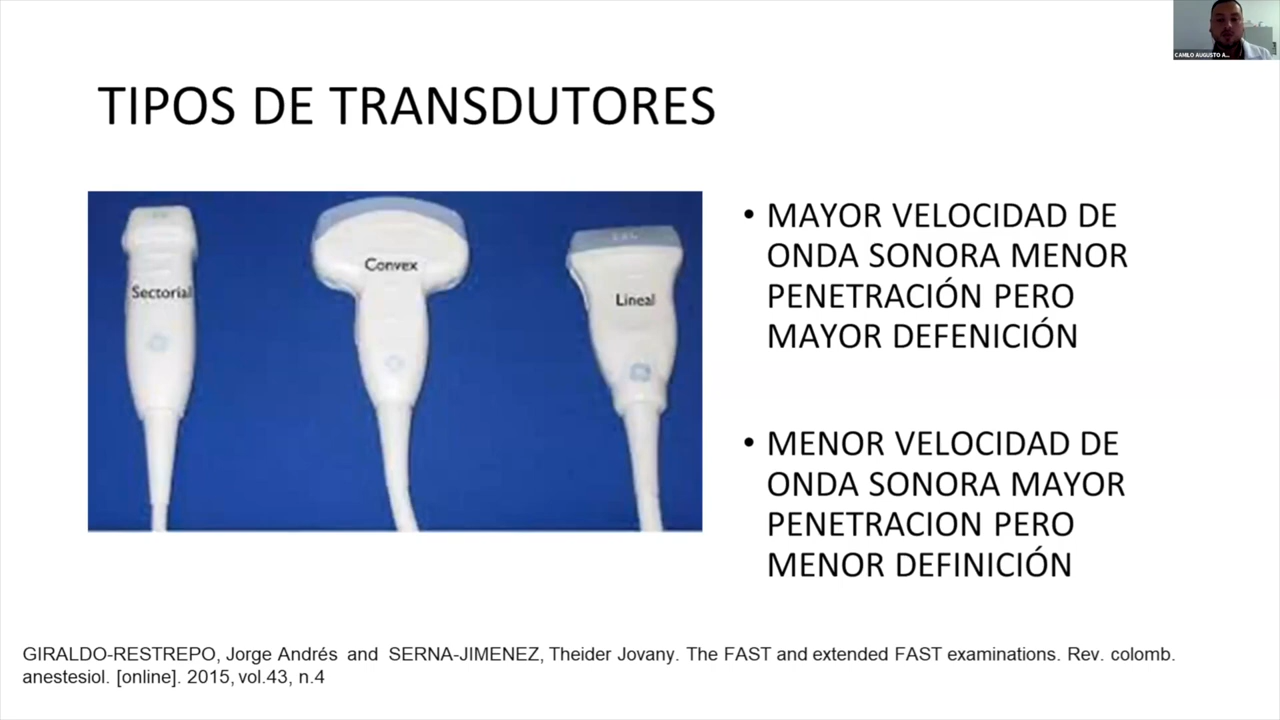 CAMILO AUGUSTO A...
TIPOS DE TRANSDUTORES
Sectorial
Convex
Lineal
• MAYOR VELOCIDAD DE
ONDA SONORA MENOR
PENETRACIÓN PERO
MAYOR DEFENICIÓN
• MENOR VELOCIDAD DE
ONDA SONORA MAYOR
PENETRACION PERO
MENOR DEFINICIÓN
GIRALDO-RESTREPO, Jorge Andrés and SERNA-JIMENEZ, Theider Jovany. The FAST and extended FAST examinations. Rev. colomb.
anestesiol. [online]. 2015, vol.43, n.4